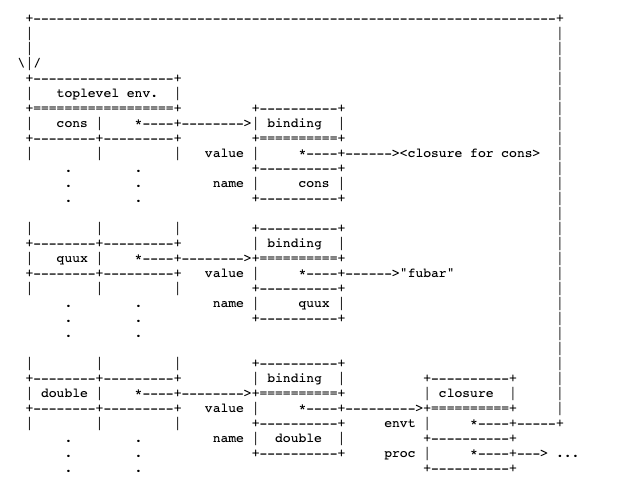 toplevel env.
cons * binding
value * <closure for cons>
. .
. . name cons
. .
quux * binding
value * "fubar"
. . name quux
. .
. .
binding
double * closure
value *
envt *
. . name double
. . proc * ...
. .